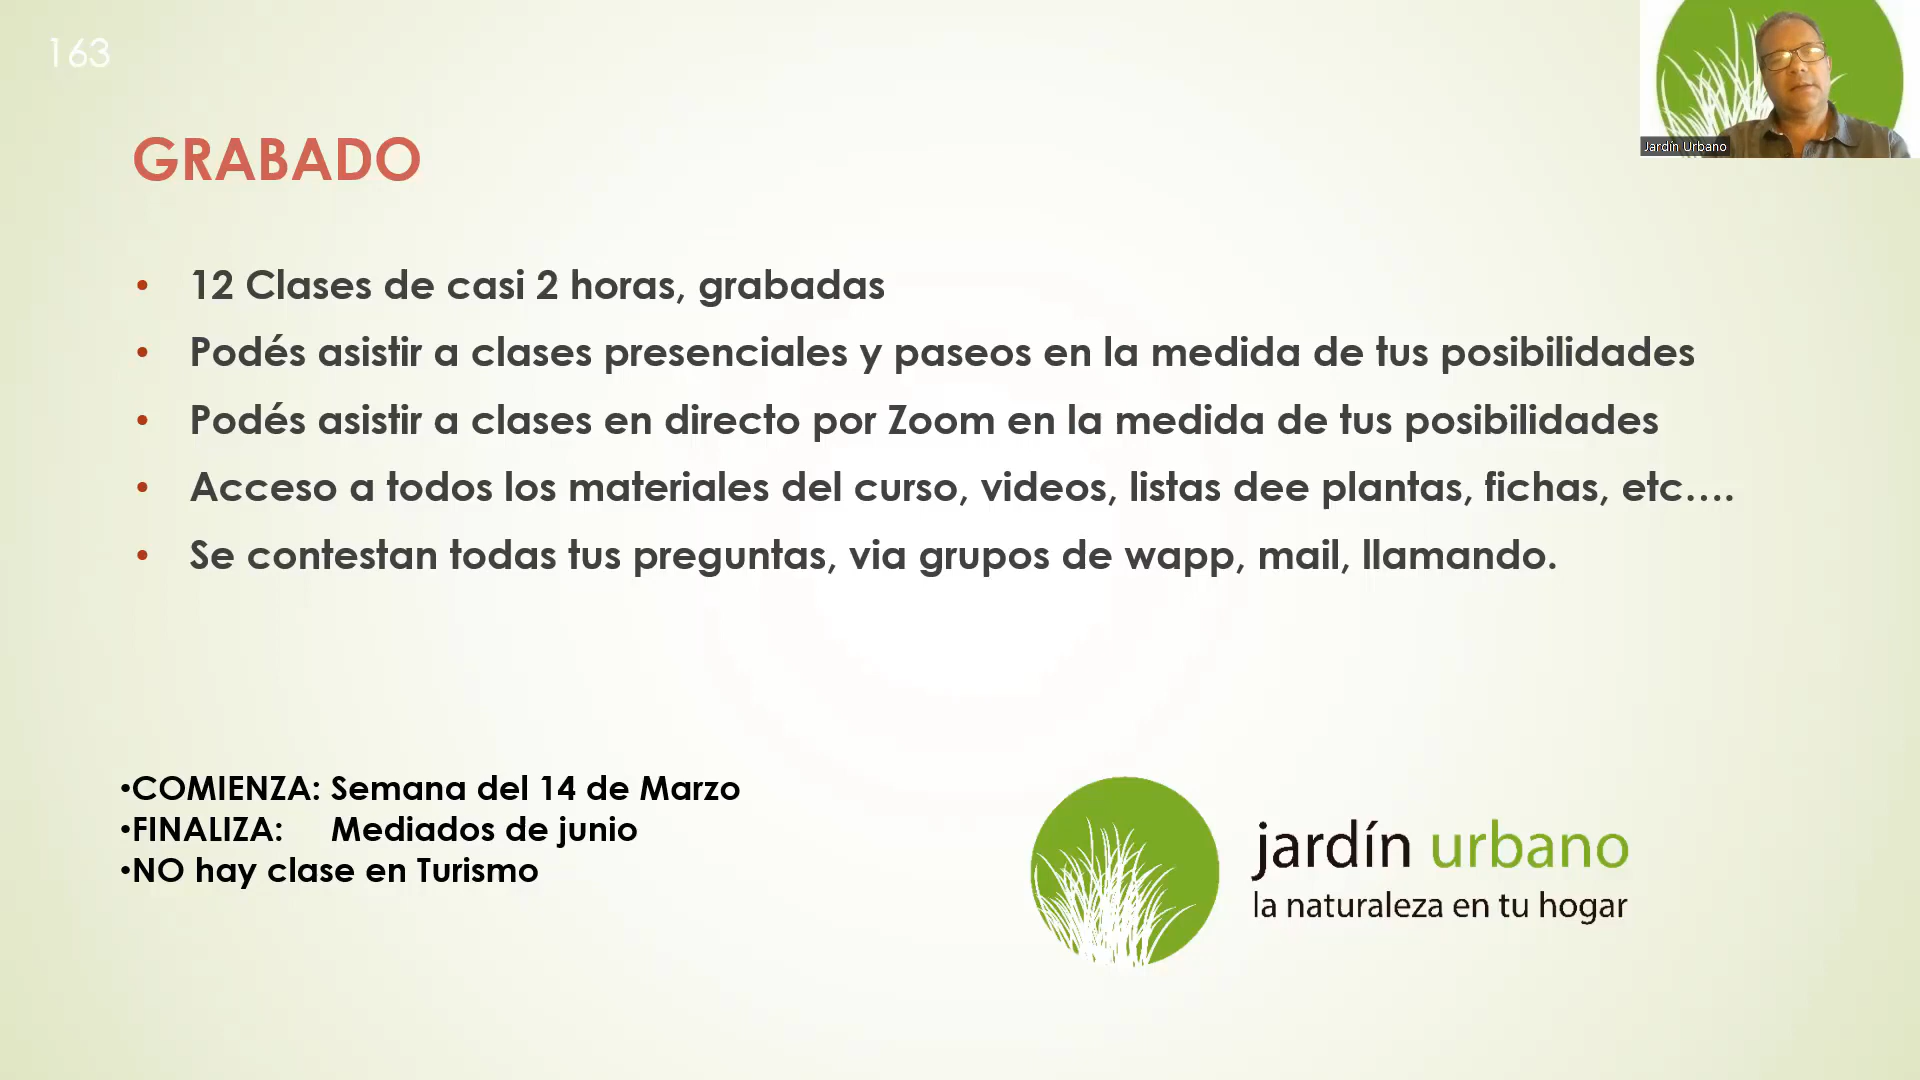 163
Jardín Urbano
GRABADO
• 12 Clases de casi 2 horas, grabadas
• Podés asistir a clases presenciales y paseos en la medida de tus posibilidades
• Podés asistir a clases en directo por Zoom en la medida de tus posibilidades
• Acceso a todos los materiales del curso, videos, listas dee plantas, fichas, etc….
• Se contestan todas tus preguntas, via grupos de wapp, mail, llamando.
•COMIENZA: Semana del 14 de Marzo
•FINALIZA: Mediados de junio
•NO hay clase en Turismo
jardín urbano
la naturaleza en tu hogar